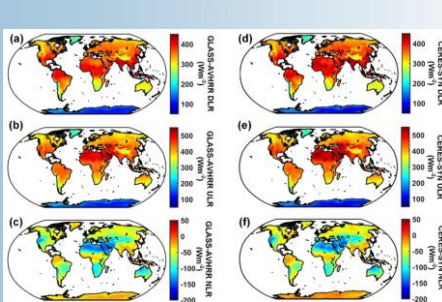 (a)
400
300
200
100
GLASS-AVHRR DLR
(Wm⁻²)
(d)
400
300
200
100
CERES-SYN DLR
(Wm⁻²)
(b)
500
400
300
200
100
GLASS-AVHRR ULR
(Wm⁻²)
(e)
500
400
300
200
100
CERES-SYN ULR
(Wm⁻²)
(c)
50
0
-50
-100
-150
-200
GLASS-AVHRR NLR
(Wm⁻²)
(f)
50
0
-50
-100
-150
-200
CERES-SYN NLR
(Wm⁻²)